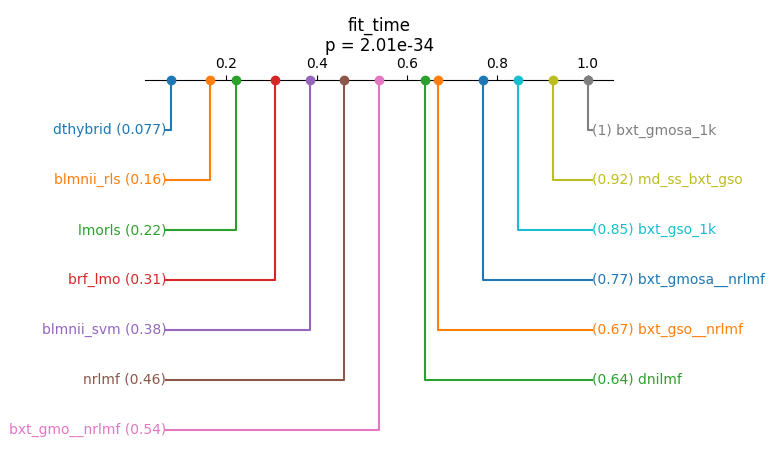 fit_time
p = 2.01e-34
0.2 0.4 0.6 0.8 1.0
dthybrid (0.077)
(1) bxt_gmosa_1k
blmnii_rls (0.16)
(0.92) md_ss_bxt_gso
lmorls (0.22)
(0.85) bxt_gso_1k
brf_lmo (0.31)
(0.77) bxt_gmosa__nrlmf
blmnii_svm (0.38)
(0.67) bxt_gso__nrlmf
nrlmf (0.46)
(0.64) dnilmf
bxt_gmo__nrlmf (0.54)